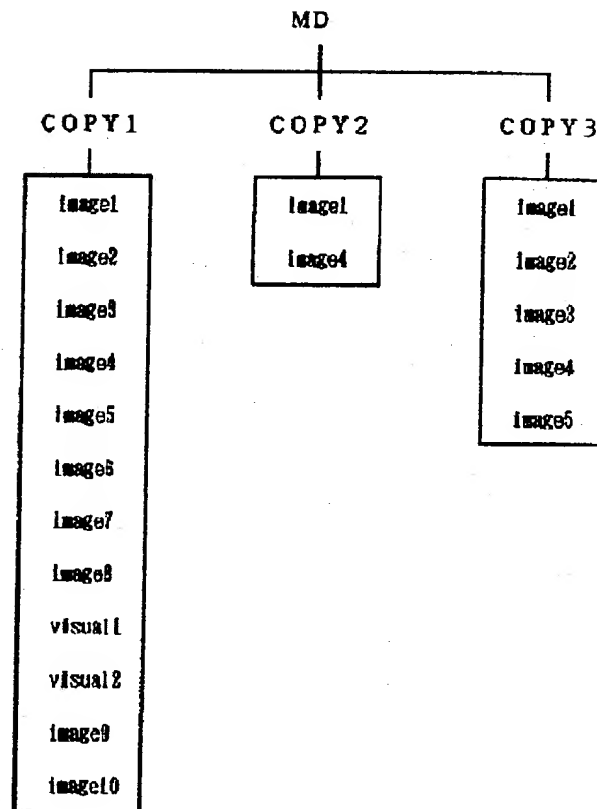 MD
COPY1
COPY2
COPY3
image1
image2
image3
image4
image5
image6
image7
image8
visual1
visual2
image9
image10
image1
image4
image1
image2
image3
image4
image5